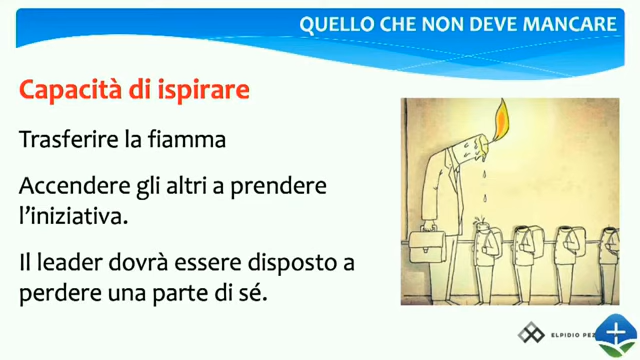 QUELLO CHE NON DEVE MANCARE
Capacità di ispirare
Trasferire la fiamma
Accendere gli altri a prendere
l’iniziativa.
Il leader dovrà essere disposto a
perdere una parte di sé.
ELPIDIO